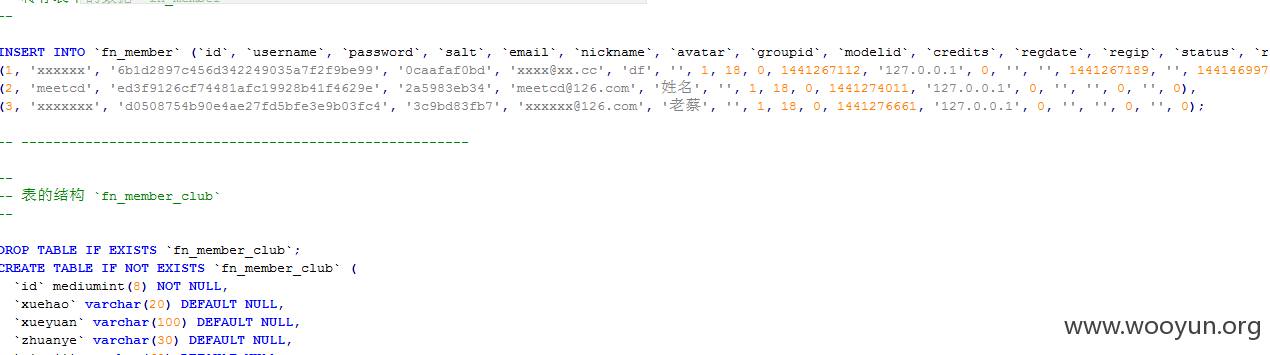 --
INSERT INTO `fn_member` (`id`, `username`, `password`, `salt`, `email`, `nickname`, `avatar`, `groupid`, `modelid`, `credits`, `regdate`, `regip`, `status`, `r
(1, 'xxxxxx', '6b1d2897c456d342249035a7f2f9be99', '0caafaf0bd', 'xxxx@xx.cc', 'df', '', 1, 18, 0, 1441267112, '127.0.0.1', 0, '', '', 1441267189, '', 144146997
(2, 'meetcd', 'ed3f9126cf74481afc19928b41f4629e', '2a5983eb34', 'meetcd@126.com', '姓名', '', 1, 18, 0, 1441274011, '127.0.0.1', 0, '', '', 0, '', 0),
(3, 'xxxxxxx', 'd0508754b90e4ae27fd5bfe3e9b03fc4', '3c9bd83fb7', 'xxxxxx@126.com', '老蔡', '', 1, 18, 0, 1441276661, '127.0.0.1', 0, '', '', 0, '', 0);
-- --------------------------------------------------------
--
-- 表的结构 `fn_member_club`
--
DROP TABLE IF EXISTS `fn_member_club`;
CREATE TABLE IF NOT EXISTS `fn_member_club` (
`id` mediumint(8) NOT NULL,
`xuehao` varchar(20) DEFAULT NULL,
`xueyuan` varchar(100) DEFAULT NULL,
`zhuanye` varchar(30) DEFAULT NULL,
www.wooyun.org